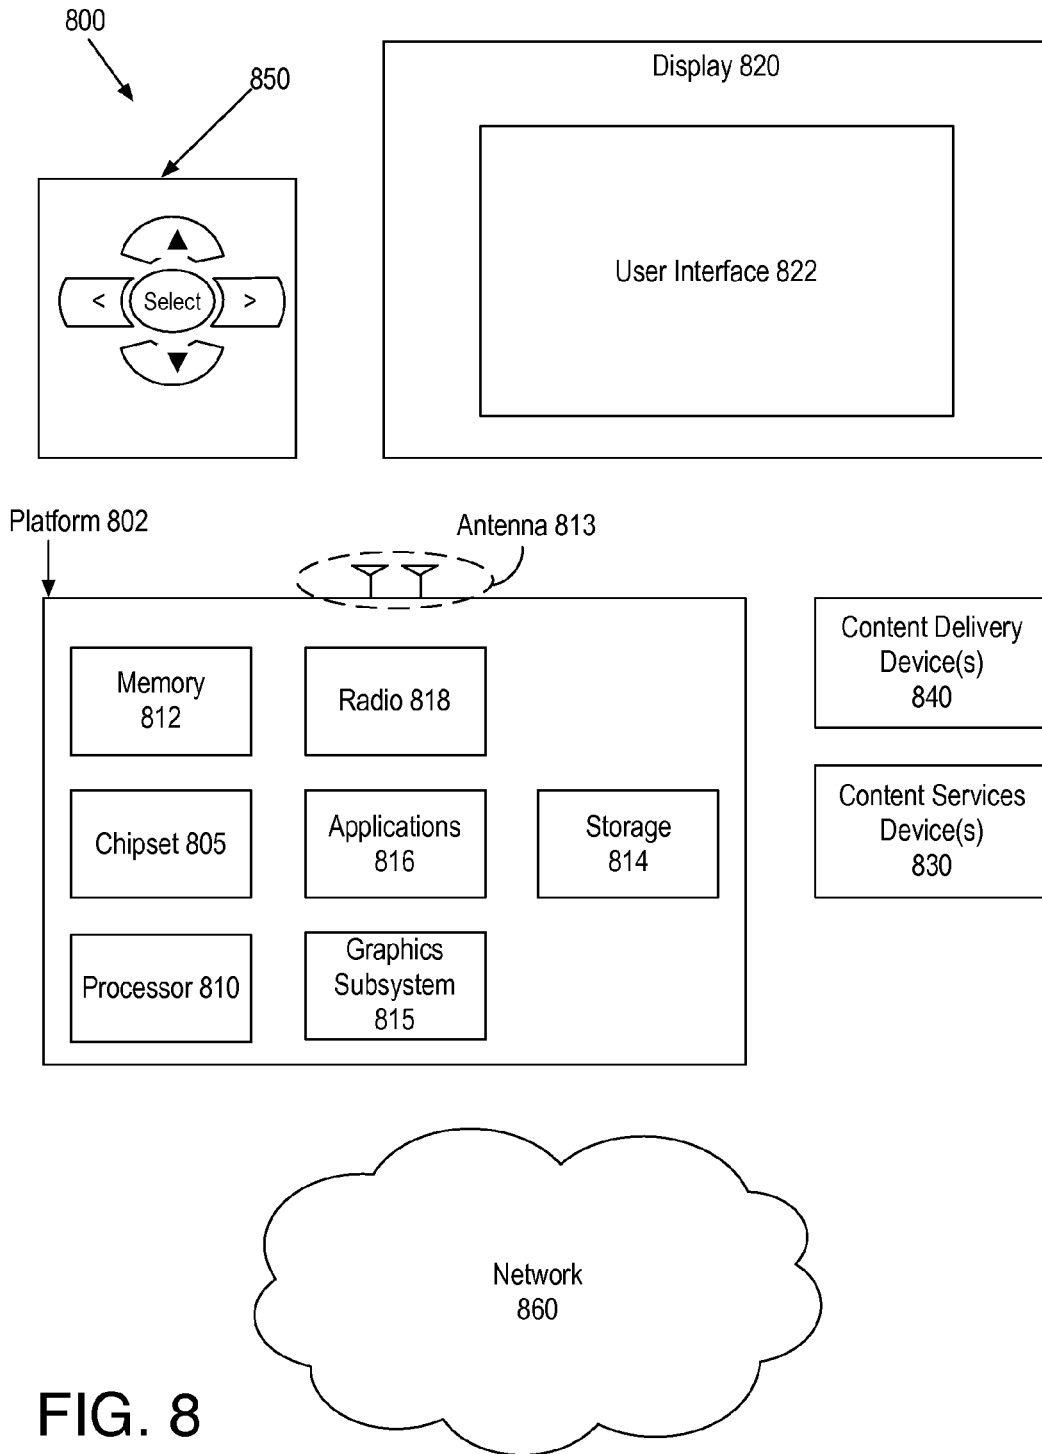 800
850
Display 820
User Interface 822
<
Select
>
Platform 802
Antenna 813
Memory
812
Radio 818
Content Delivery
Device(s)
840
Chipset 805
Applications
816
Storage
814
Content Services
Device(s)
830
Processor 810
Graphics
Subsystem
815
Network
860
FIG. 8